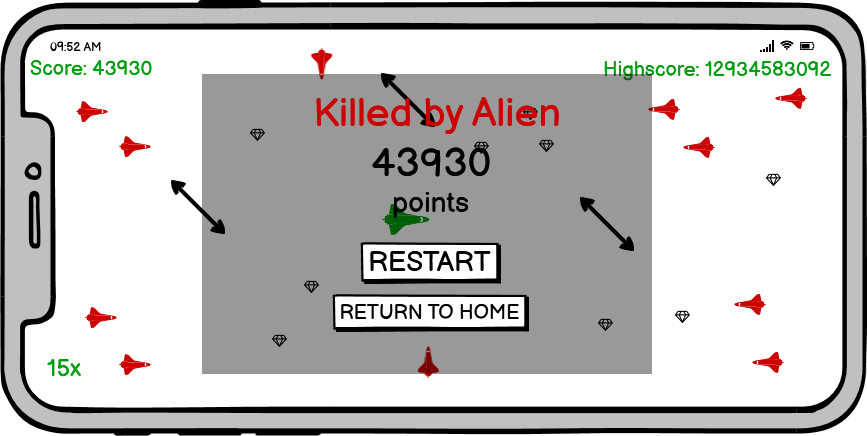 09:52 AM
Score: 43930
Highscore: 12934583092
Killed by Alien
43930
points
RESTART
RETURN TO HOME
15x